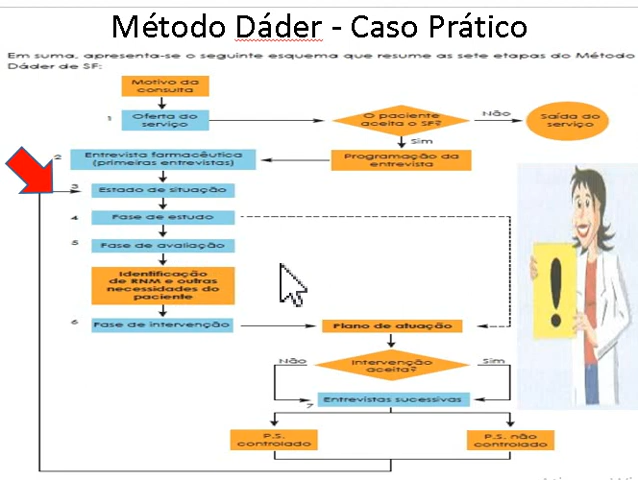 Método Dáder - Caso Prático
Em suma, apresenta-se o seguinte esquema que resume as sete etapas do Método
Dáder de SF:
Motivo da
consulta
1
Oferta do
serviço
O paciente
aceita o SF?
Não
Saída do
serviço
Sim
2
Entrevista farmacêutica
(primeiras entrevistas)
Programação da
entrevista
3
Estado de situação
4
Fase de estudo
5
Fase de avaliação
Identificação
de RNM e outras
necessidades do
paciente
6
Fase de intervenção
Plano de atuação
Não
Intervenção
aceita?
Sim
7
Entrevistas sucessivas
P.S.
controlado
P.S. não
controlado